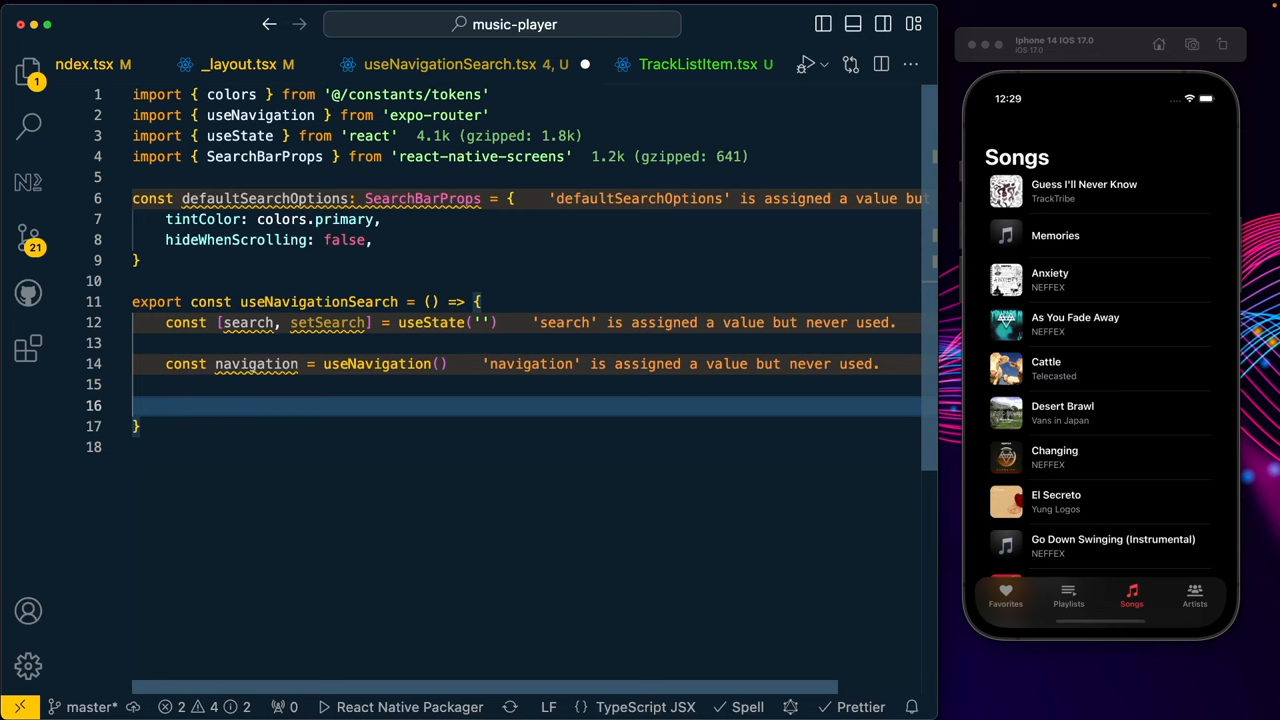 music-player
ndex.tsx M
_layout.tsx M
useNavigationSearch.tsx 4, U
TrackListItem.tsx U
1 import { colors } from '@/constants/tokens'
2 import { useNavigation } from 'expo-router'
3 import { useState } from 'react' 4.1k (gzipped: 1.8k)
4 import { SearchBarProps } from 'react-native-screens' 1.2k (gzipped: 641)
5
6 const defaultSearchOptions: SearchBarProps = { 'defaultSearchOptions' is assigned a value but
7 tintColor: colors.primary,
8 hideWhenScrolling: false,
9 }
10
11 export const useNavigationSearch = () => {
12 const [search, setSearch] = useState('') 'search' is assigned a value but never used.
13
14 const navigation = useNavigation() 'navigation' is assigned a value but never used.
15
16
17 }
18
1
21
master* 2 4 2 0 React Native Packager LF {} TypeScript JSX Spell Prettier
Iphone 14 IOS 17.0
iOS 17.0
12:29
Songs
Guess I'll Never Know
TrackTribe
Memories
Anxiety
NEFFEX
As You Fade Away
NEFFEX
Cattle
Telecasted
Desert Brawl
Vans in Japan
Changing
NEFFEX
El Secreto
Yung Logos
Go Down Swinging (Instrumental)
NEFFEX
Favorites
Playlists
Songs
Artists